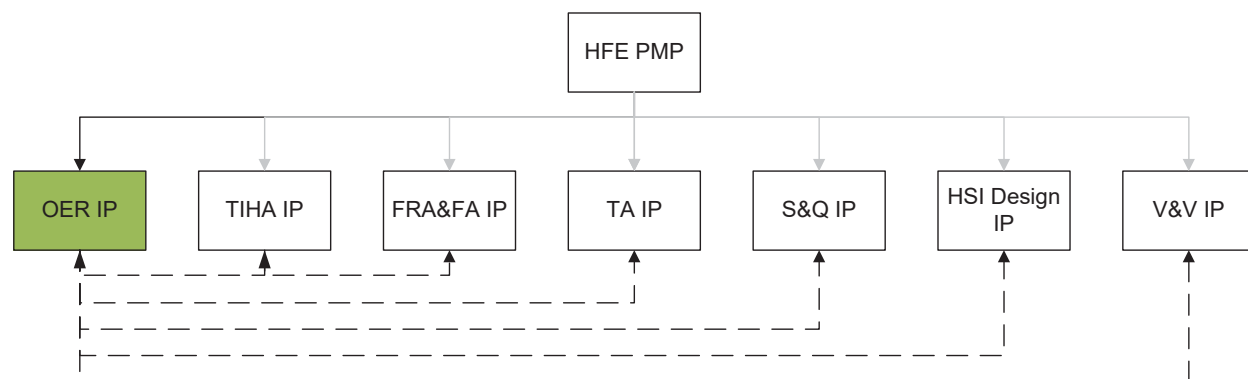 HFE PMP
OER IP
TIHA IP
FRA&FA IP
TA IP
S&Q IP
HSI Design
IP
V&V IP